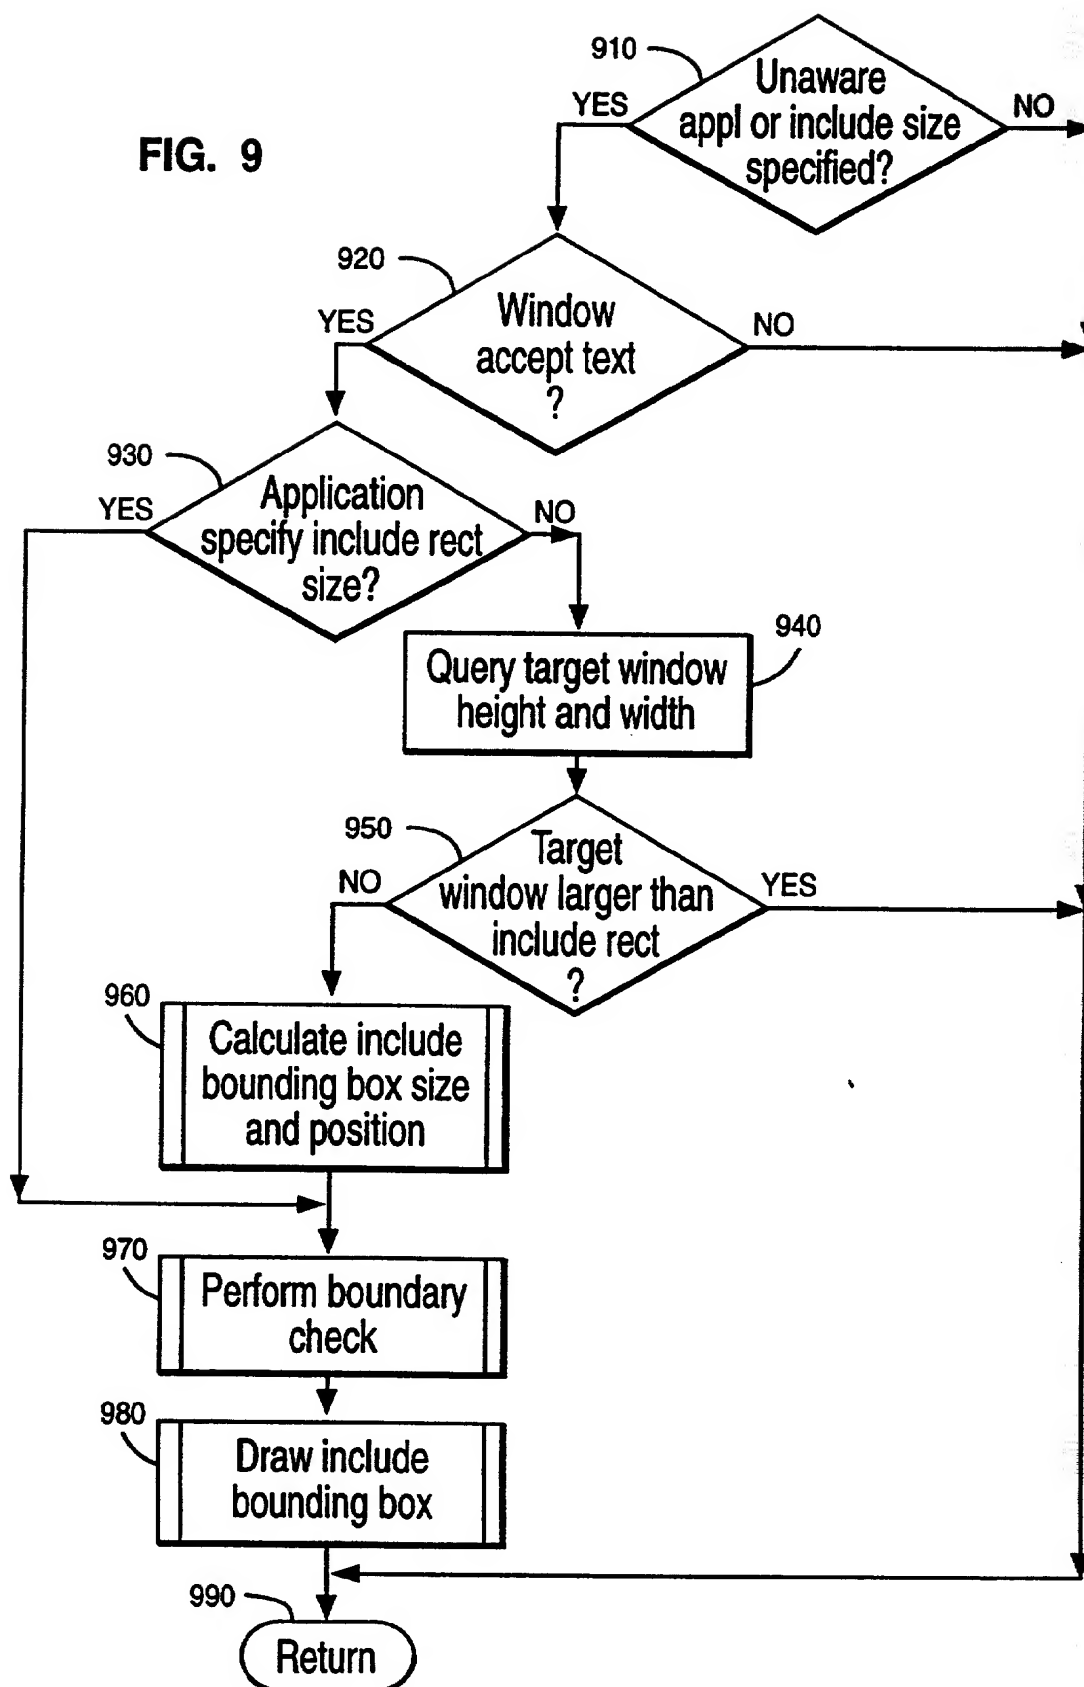 FIG. 9
910
Unaware
appl or include size
specified?
YES
NO
920
Window
accept text
?
YES
NO
930
Application
specify include rect
size?
YES
NO
940
Query target window
height and width
950
Target
window larger than
include rect
?
NO
YES
960
Calculate include
bounding box size
and position
970
Perform boundary
check
980
Draw include
bounding box
990
Return